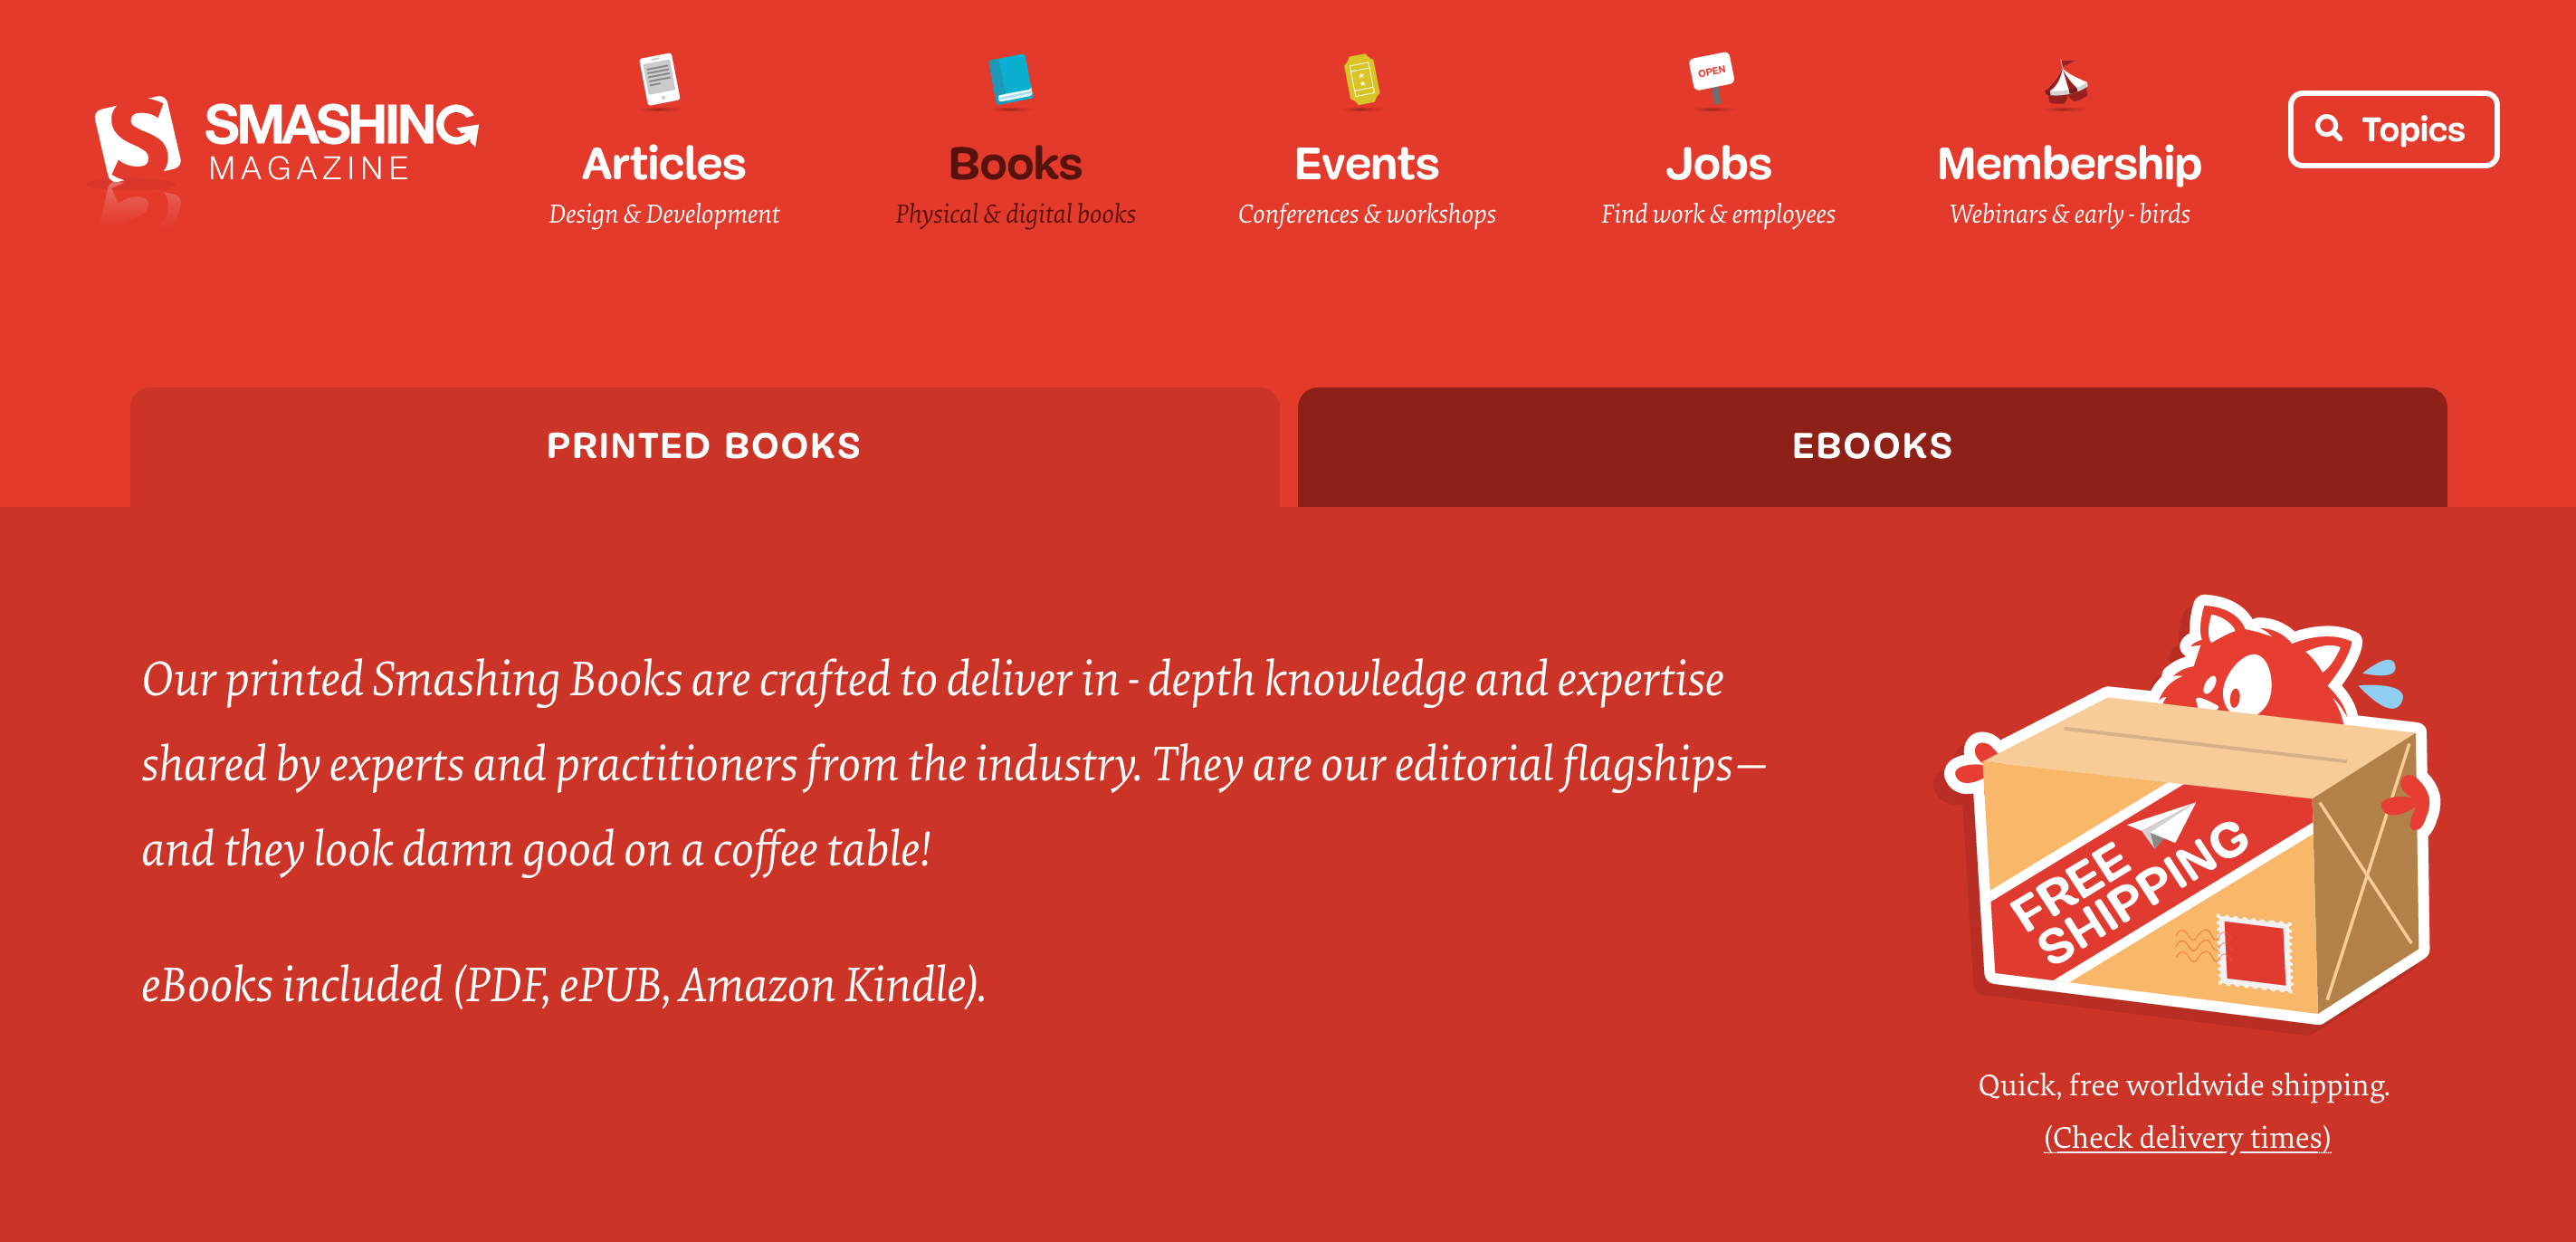 SMASHING
MAGAZINE
Articles
Design & Development
Books
Physical & digital books
Events
Conferences & workshops
OPEN
Jobs
Find work & employees
Membership
Webinars & early - birds
Topics
PRINTED BOOKS
EBOOKS
Our printed Smashing Books are crafted to deliver in - depth knowledge and expertise
shared by experts and practitioners from the industry. They are our editorial flagships—
and they look damn good on a coffee table!
eBooks included (PDF, ePUB, Amazon Kindle).
FREE
SHIPPING
Quick, free worldwide shipping.
(Check delivery times)